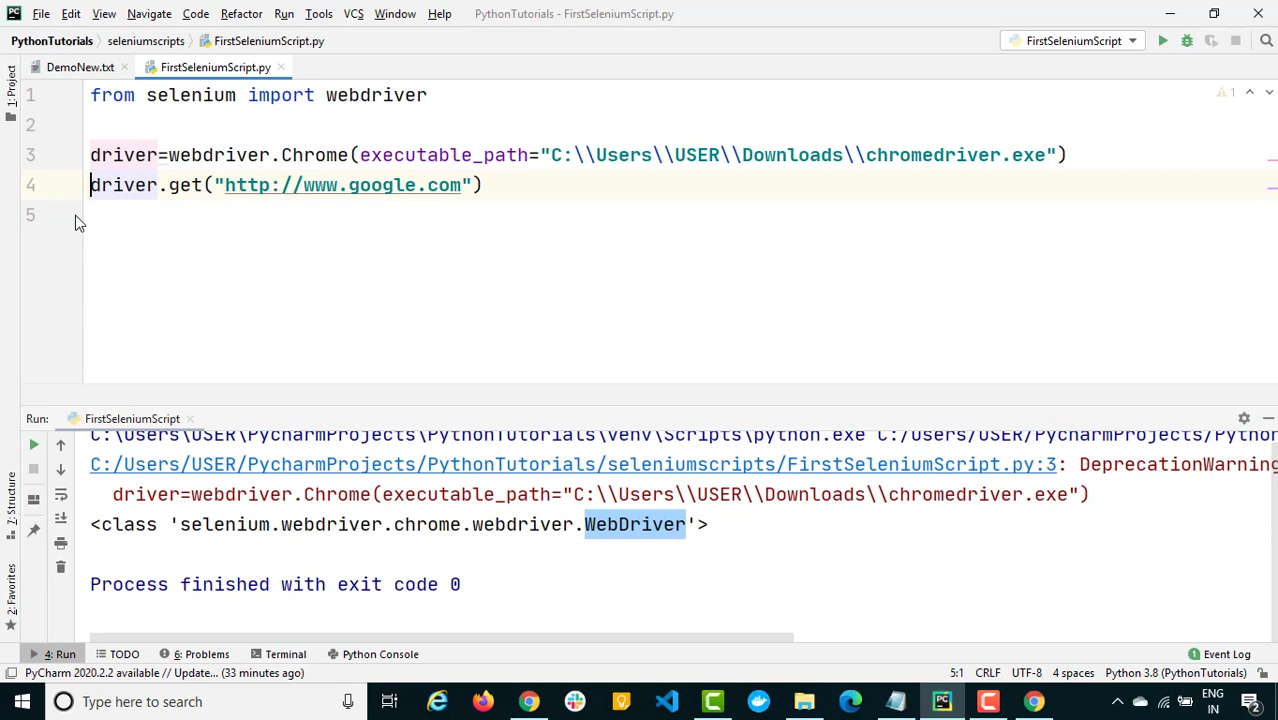 File Edit View Navigate Code Refactor Run Tools VCS Window Help PythonTutorials - FirstSeleniumScript.py
PythonTutorials seleniumscripts FirstSeleniumScript.py FirstSeleniumScript
DemoNew.txt FirstSeleniumScript.py
1: Project
1 from selenium import webdriver 1
2
3 driver=webdriver.Chrome(executable_path="C:\\Users\\USER\\Downloads\\chromedriver.exe")
4 driver.get("http://www.google.com")
5
Run: FirstSeleniumScript
C:\Users\USER\PycharmProjects\PythonTutorials\venv\Scripts\python.exe C:/Users/USER/PycharmProjects/Pytho
C:/Users/USER/PycharmProjects/PythonTutorials/seleniumscripts/FirstSeleniumScript.py:3: DeprecationWarning
driver=webdriver.Chrome(executable_path="C:\\Users\\USER\\Downloads\\chromedriver.exe")
<class 'selenium.webdriver.chrome.webdriver.WebDriver'>
Process finished with exit code 0
7: Structure
2: Favorites
4: Run TODO 6: Problems Terminal Python Console 1 Event Log
PyCharm 2020.2.2 available // Update... (33 minutes ago) 5:1 CRLF UTF-8 4 spaces Python 3.8 (PythonTutorials)
Type here to search ENG
IN 2